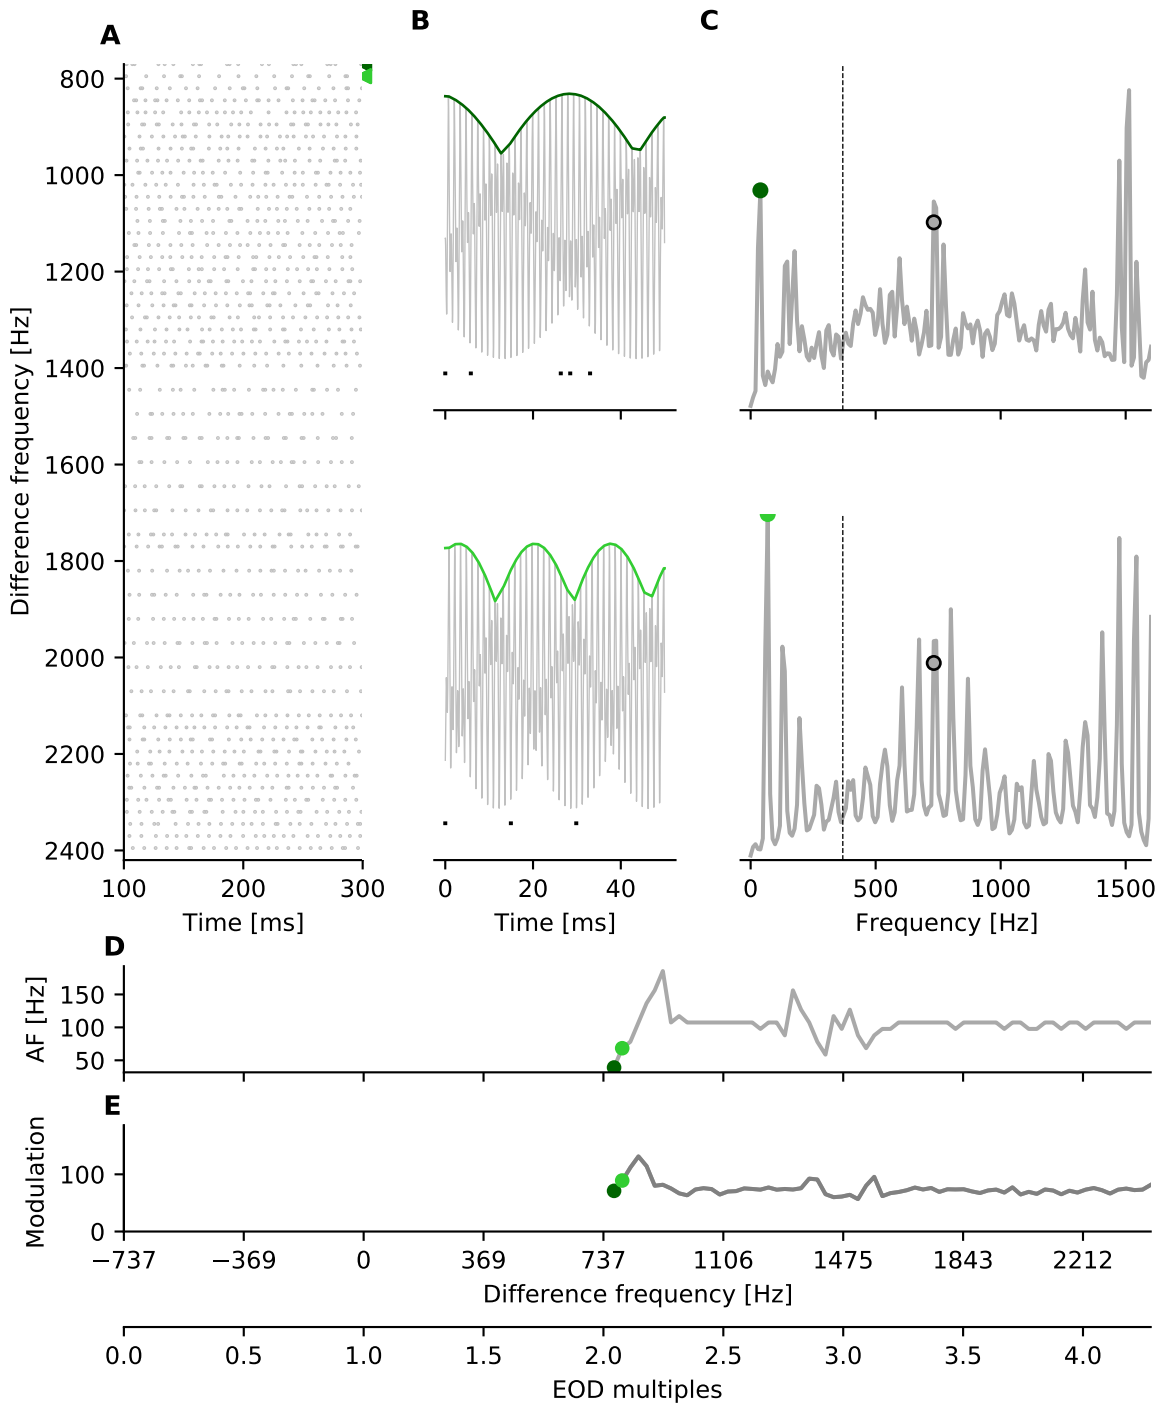 A
B
C
Difference frequency [Hz]
800
1000
1200
1400
1600
1800
2000
2200
2400
100 200 300
Time [ms]
0 20 40
Time [ms]
0 500 1000 1500
Frequency [Hz]
D
AF [Hz]
150
100
50
E
Modulation
100
0
−737 −369 0 369 737 1106 1475 1843 2212
Difference frequency [Hz]
0.0 0.5 1.0 1.5 2.0 2.5 3.0 3.5 4.0
EOD multiples